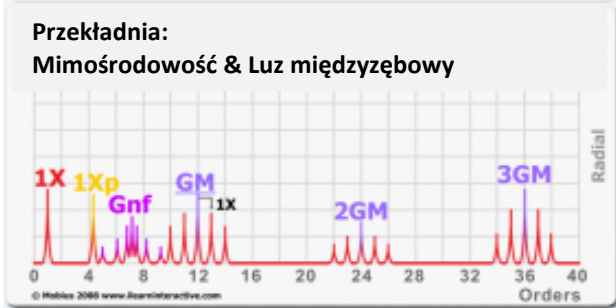 Przekładnia:
Mimośrodowość & Luz międzyzębowy
Radial
1X
1Xp
Gnf
GM
1X
2GM
3GM
0 4 8 12 16 20 24 28 32 36 40
© Mobius 2008 www.ilearninteractive.com
Orders